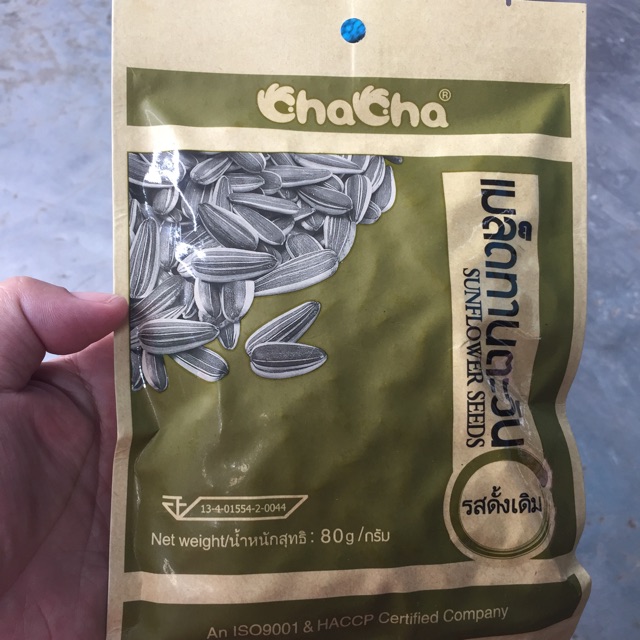 ChaCha®
เมล็ดทานตะวัน
SUNFLOWER SEEDS
รสดั้งเดิม
13-4-01554-2-0044
Net weight/น้ำหนักสุทธิ : 80g/กรัม
An ISO9001 & HACCP Certified Company